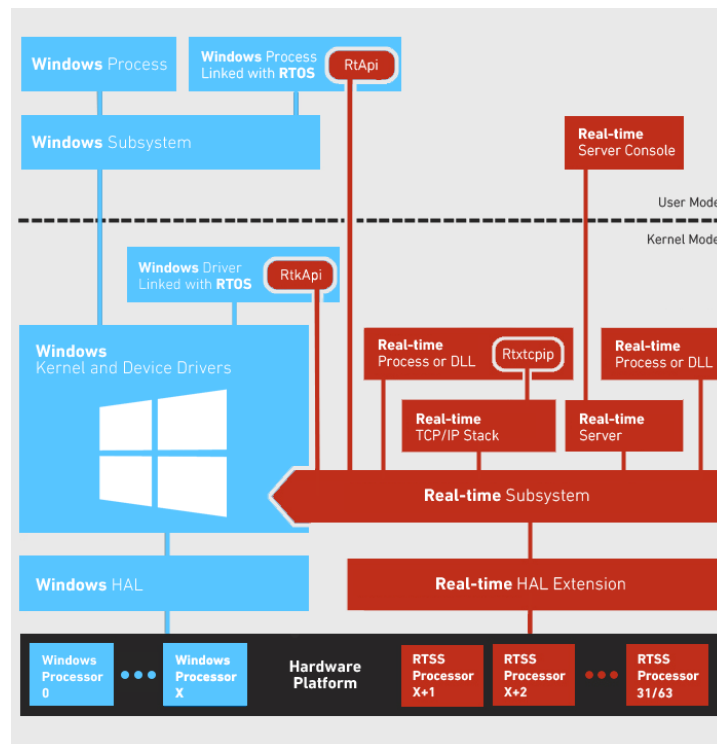 Windows Process
Windows Process
Linked with RTOS
RtApi
Windows Subsystem
Real-time
Server Console
User Mode
Kernel Mode
Windows Driver
Linked with RTOS
RtkApi
Windows
Kernel and Device Drivers
Real-time
Process or DLL
Rtxtcpip
Real-time
Process or DLL
Real-time
TCP/IP Stack
Real-time
Server
Real-time Subsystem
Windows HAL
Real-time HAL Extension
Windows
Processor
0
Windows
Processor
X
Hardware
Platform
RTSS
Processor
X+1
RTSS
Processor
X+2
RTSS
Processor
31/63